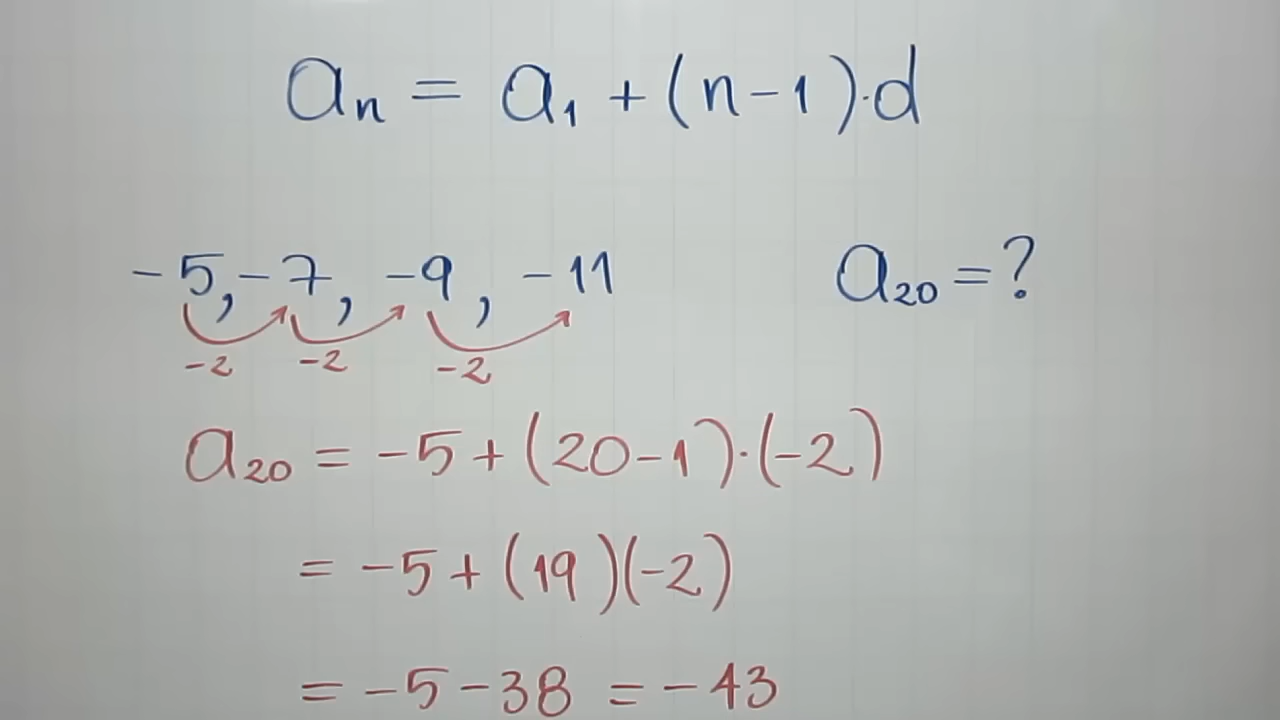 aₙ = a₁ + (n-1)·d
-5, -7, -9, -11 a₂₀ = ?
-2 -2 -2
a₂₀ = -5 + (20-1)·(-2)
= -5 + (19)(-2)
= -5 - 38 = -43